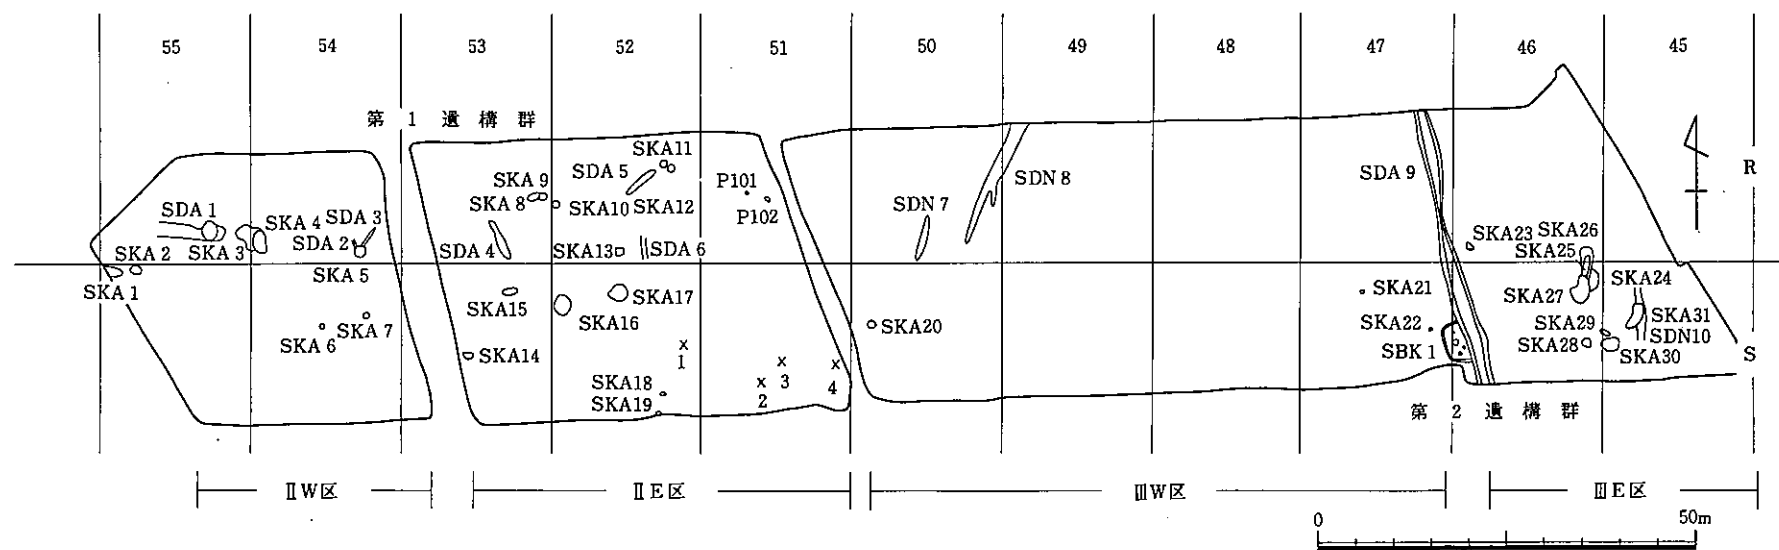 55 54 53 52 51 50 49 48 47 46 45
第 1 遺 構 群
SKA11
SDA 5
SKA 9
P101
SDN 8
SDA 9
R
SKA 8
SKA10 SKA12
P102
SDA 1
SKA 4 SDA 3
SDN 7
SKA23 SKA26
SDA 2
SKA 3
SDA 4
SKA13
SDA 6
SKA25
SKA 2
SKA 5
SKA24
SKA 1
SKA15
SKA17
SKA21
SKA27
SKA16
SKA31
SKA 7
SKA20
SKA22
SKA29
SDN10
SKA 6
SKA14
SBK 1
SKA28
SKA30
S
1
3
4
2
SKA18
SKA19
第 2 遺 構 群
ⅡW区 ⅡE区 ⅢW区 ⅢE区
0 50m